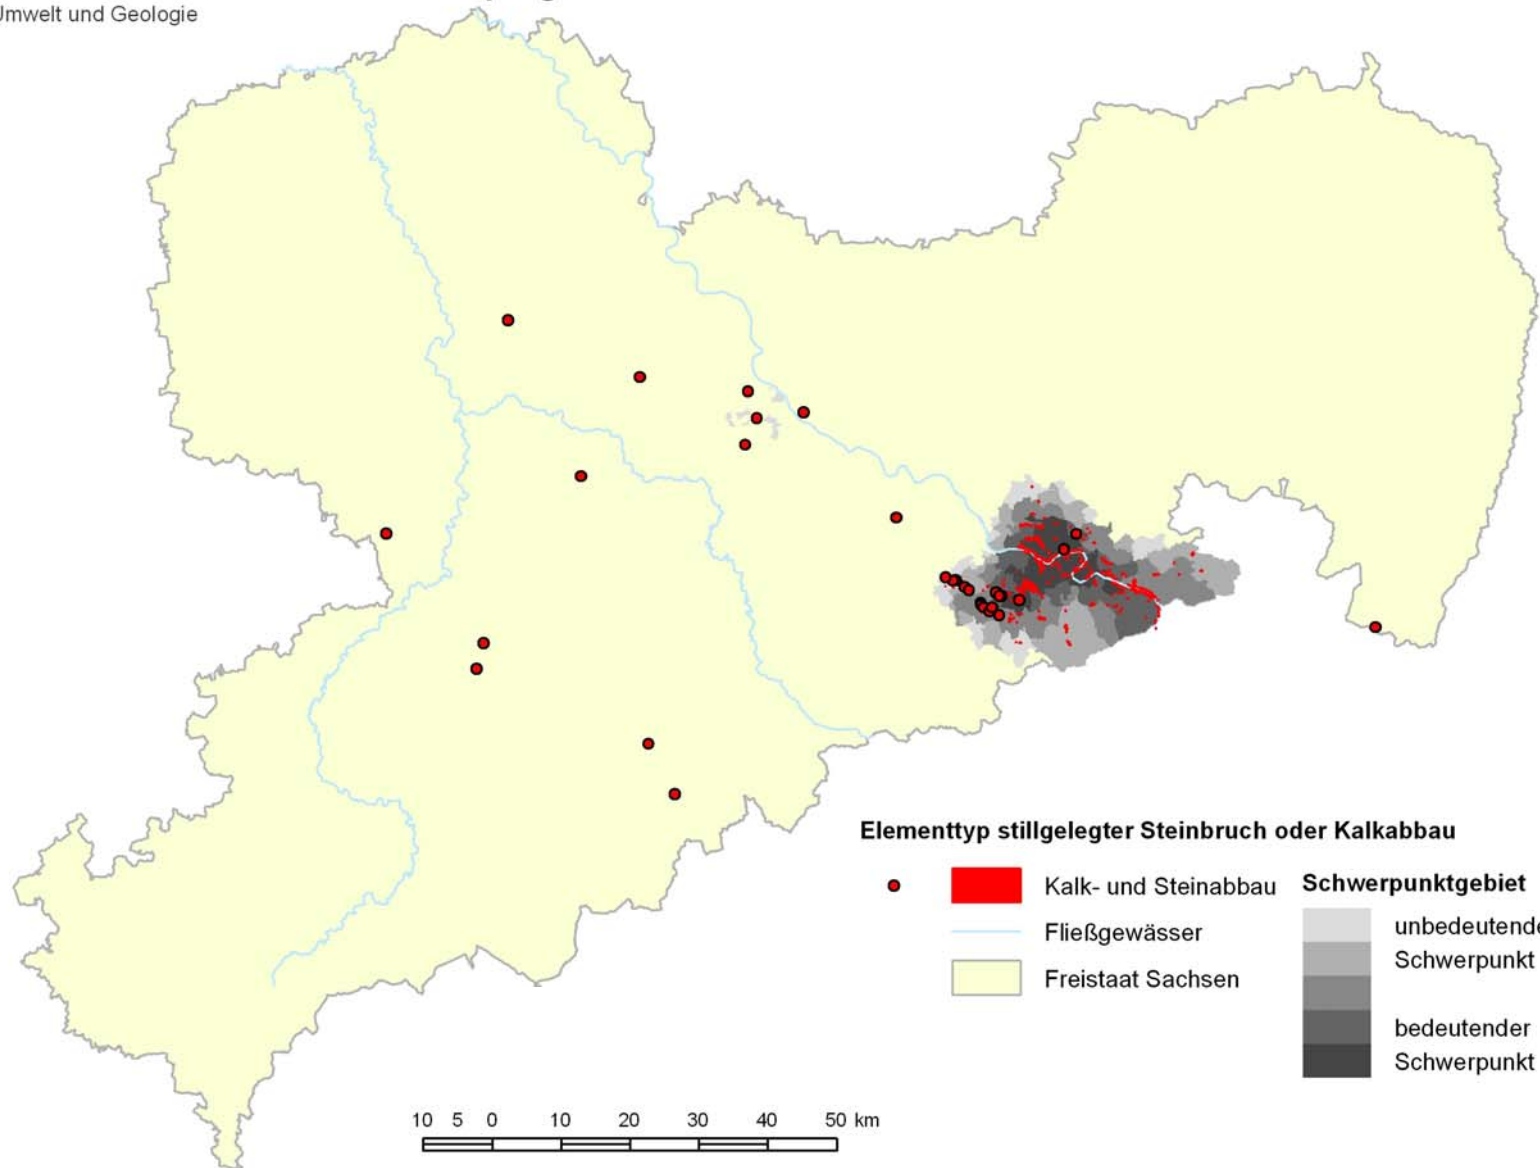 Umwelt und Geologie
Elementtyp stillgelegter Steinbruch oder Kalkabbau
Kalk- und Steinabbau
Fließgewässer
Freistaat Sachsen
Schwerpunktgebiet
Schwerpunkt
bedeutender
Schwerpunkt
10 5 0 10 20 30 40 50 km